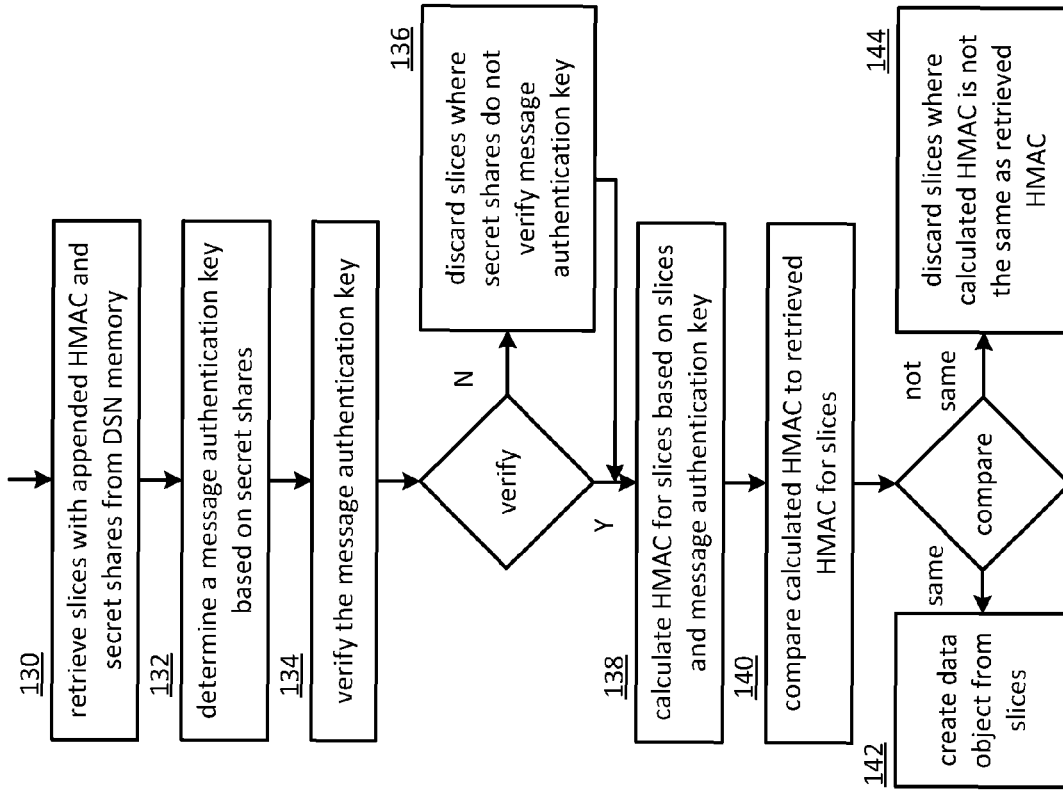 130
retrieve slices with appended HMAC and
secret shares from DSN memory
132
determine a message authentication key
based on secret shares
134
verify the message authentication key
verify
N
Y
136
discard slices where
secret shares do not
verify message
authentication key
138
calculate HMAC for slices based on slices
and message authentication key
140
compare calculated HMAC to retrieved
HMAC for slices
compare
same
not
same
142
create data
object from
slices
144
discard slices where
calculated HMAC is not
the same as retrieved
HMAC